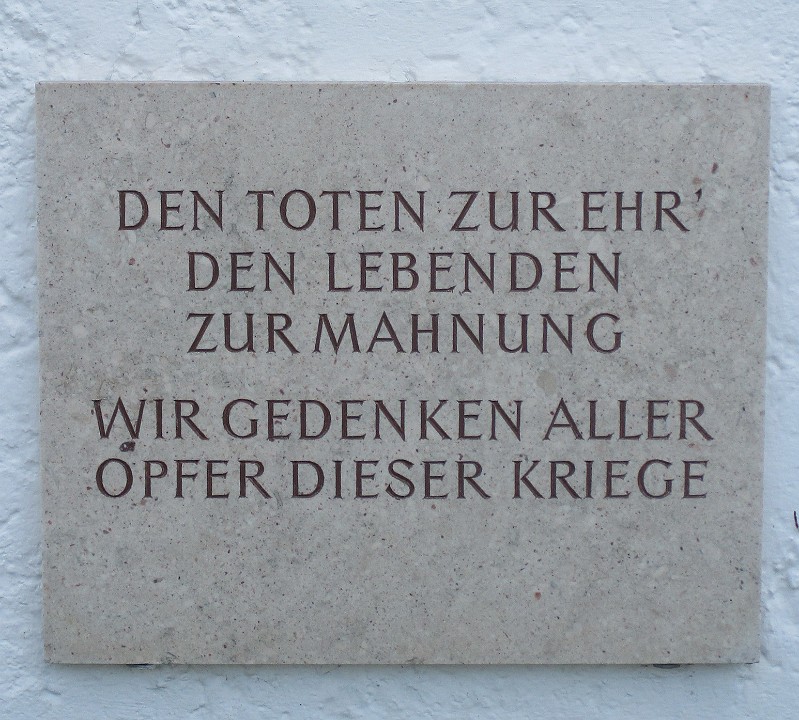 DEN TOTEN ZUR EHR'
DEN LEBENDEN
ZUR MAHNUNG
WIR GEDENKEN ALLER
OPFER DIESER KRIEGE